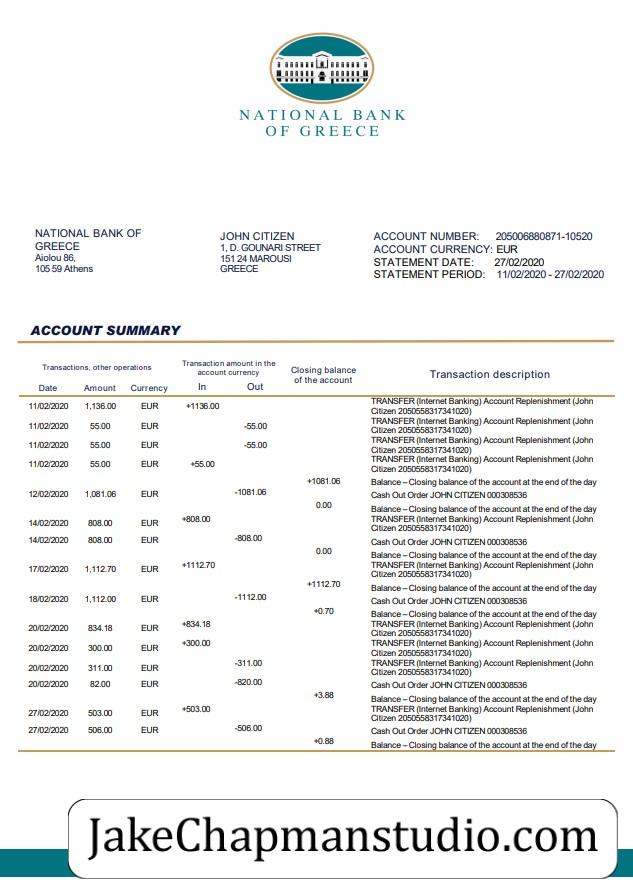 NATIONAL BANK
OF GREECE
NATIONAL BANK OF
GREECE
Aiolou 86,
105 59 Athens
JOHN CITIZEN
1, D. GOUNARI STREET
151 24 MAROUSI
GREECE
ACCOUNT NUMBER: 205006880871-10520
ACCOUNT CURRENCY: EUR
STATEMENT DATE: 27/02/2020
STATEMENT PERIOD: 11/02/2020 - 27/02/2020
ACCOUNT SUMMARY
Transactions, other operations
Transaction amount in the
account currency
Closing balance
of the account
Transaction description
Date Amount Currency In Out
11/02/2020 1,136.00 EUR +1136.00 TRANSFER (Internet Banking) Account Replenishment (John
Citizen 2050558317341020)
11/02/2020 55.00 EUR -55.00 TRANSFER (Internet Banking) Account Replenishment (John
Citizen 2050558317341020)
11/02/2020 55.00 EUR -55.00 TRANSFER (Internet Banking) Account Replenishment (John
Citizen 2050558317341020)
11/02/2020 55.00 EUR +55.00 TRANSFER (Internet Banking) Account Replenishment (John
Citizen 2050558317341020)
+1081.06 Balance – Closing balance of the account at the end of the day
12/02/2020 1,081.06 EUR -1081.06 Cash Out Order JOHN CITIZEN 000308536
0.00 Balance – Closing balance of the account at the end of the day
14/02/2020 808.00 EUR +808.00 TRANSFER (Internet Banking) Account Replenishment (John
Citizen 2050558317341020)
14/02/2020 808.00 EUR -808.00 Cash Out Order JOHN CITIZEN 000308536
0.00 Balance – Closing balance of the account at the end of the day
17/02/2020 1,112.70 EUR +1112.70 TRANSFER (Internet Banking) Account Replenishment (John
Citizen 2050558317341020)
+1112.70 Balance – Closing balance of the account at the end of the day
18/02/2020 1,112.00 EUR -1112.00 Cash Out Order JOHN CITIZEN 000308536
+0.70 Balance – Closing balance of the account at the end of the day
20/02/2020 834.18 EUR +834.18 TRANSFER (Internet Banking) Account Replenishment (John
Citizen 2050558317341020)
20/02/2020 300.00 EUR +300.00 TRANSFER (Internet Banking) Account Replenishment (John
Citizen 2050558317341020)
20/02/2020 311.00 EUR -311.00 TRANSFER (Internet Banking) Account Replenishment (John
Citizen 2050558317341020)
20/02/2020 82.00 EUR -820.00 Cash Out Order JOHN CITIZEN 000308536
+3.88 Balance – Closing balance of the account at the end of the day
27/02/2020 503.00 EUR +503.00 TRANSFER (Internet Banking) Account Replenishment (John
Citizen 2050558317341020)
27/02/2020 506.00 EUR -506.00 Cash Out Order JOHN CITIZEN 000308536
+0.88 Balance – Closing balance of the account at the end of the day
JakeChapmanstudio.com